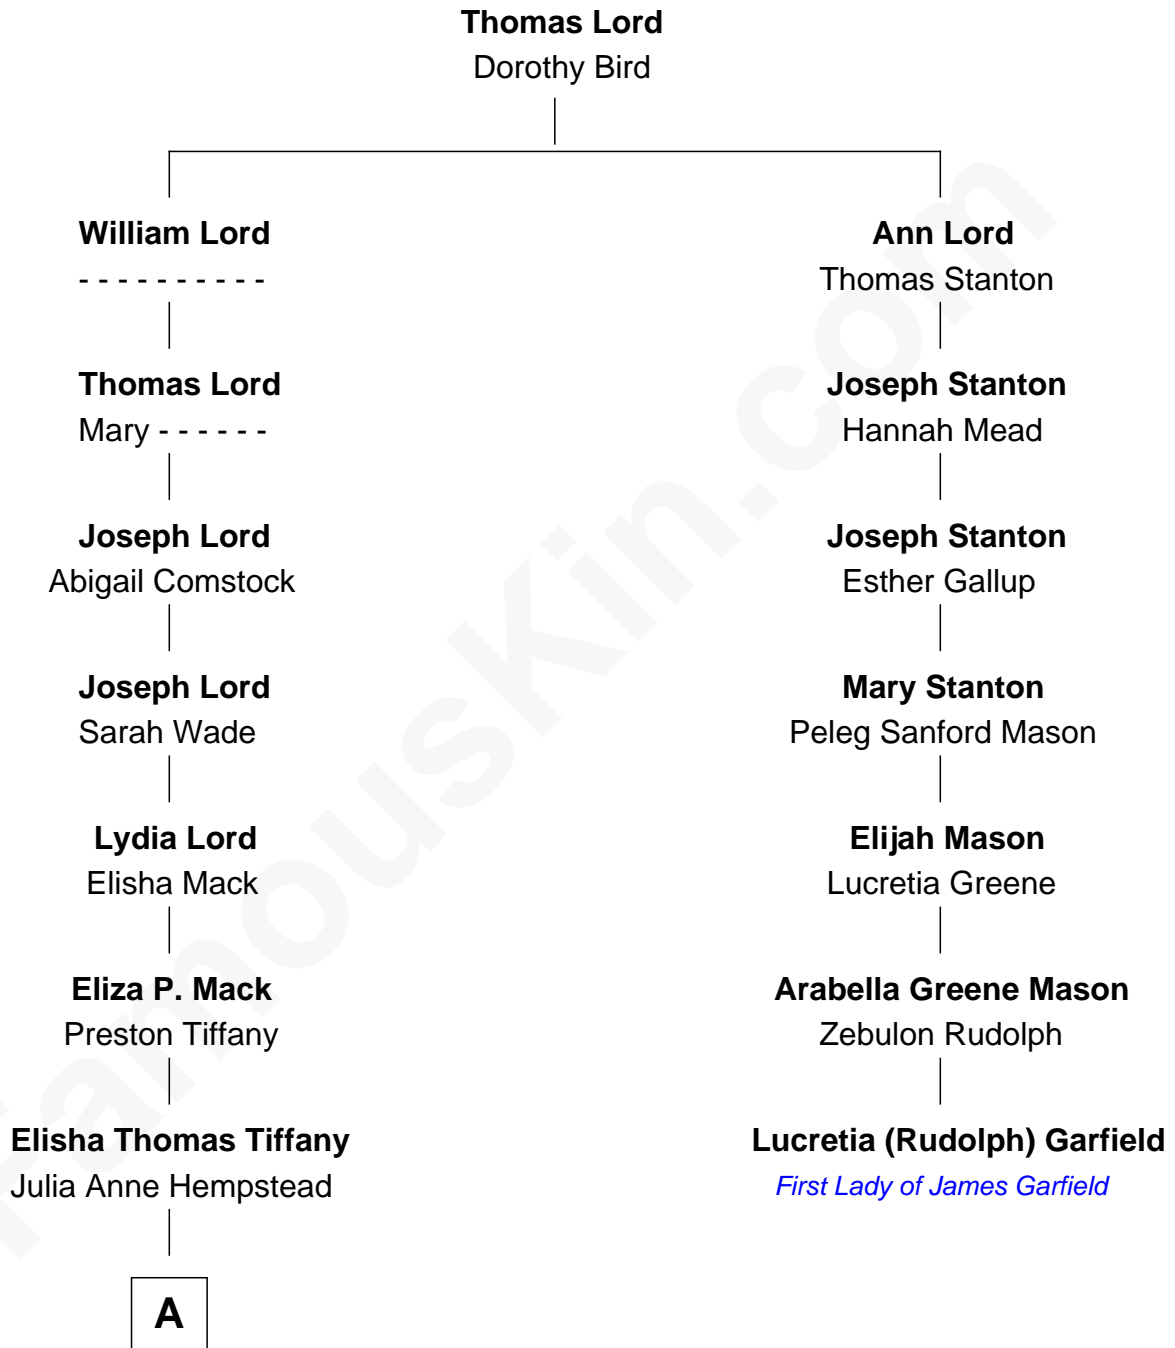 Thomas Lord
Dorothy Bird
William Lord
- - - - - - - - - -
Ann Lord
Thomas Stanton
Thomas Lord
Mary - - - - - -
Joseph Stanton
Hannah Mead
Joseph Lord
Abigail Comstock
Joseph Stanton
Esther Gallup
Joseph Lord
Sarah Wade
Mary Stanton
Peleg Sanford Mason
Lydia Lord
Elisha Mack
Elijah Mason
Lucretia Greene
Eliza P. Mack
Preston Tiffany
Arabella Greene Mason
Zebulon Rudolph
Elisha Thomas Tiffany
Julia Anne Hempstead
Lucretia (Rudolph) Garfield
First Lady of James Garfield
A
FamousKin.com